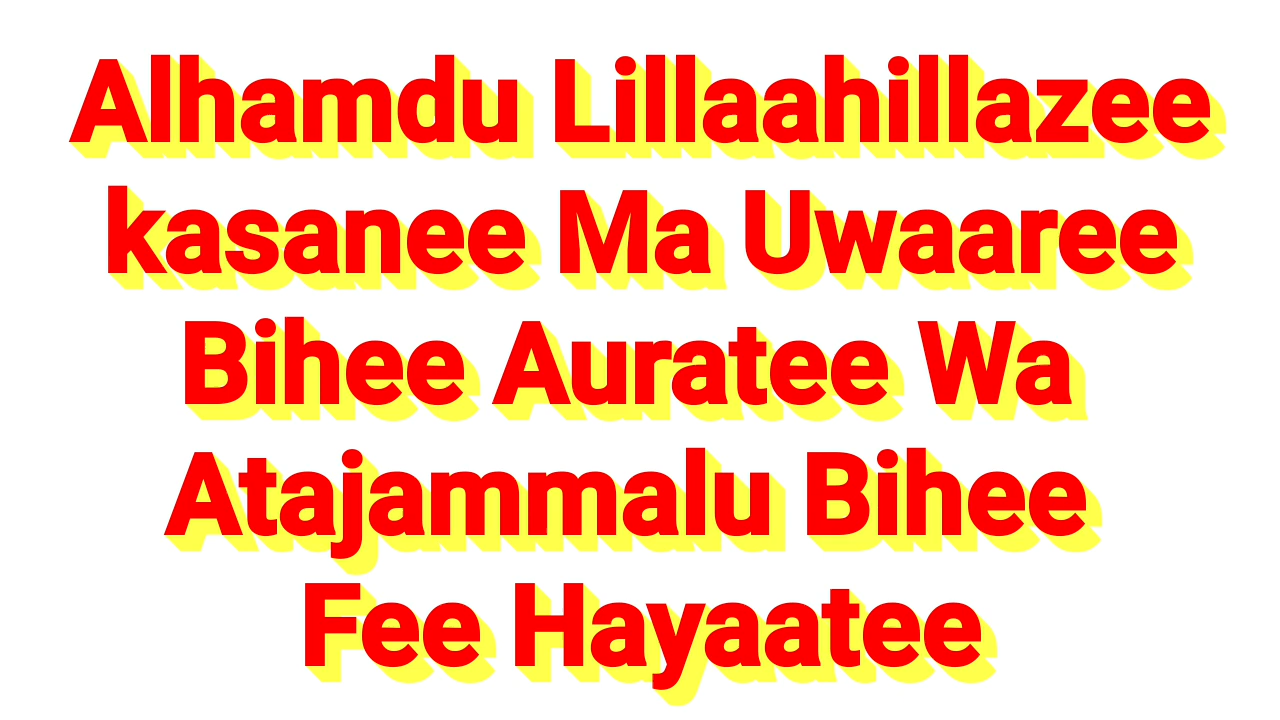 Alhamdu Lillaahillazee
kasanee Ma Uwaaree
Bihee Auratee Wa
Atajammalu Bihee
Fee Hayaatee